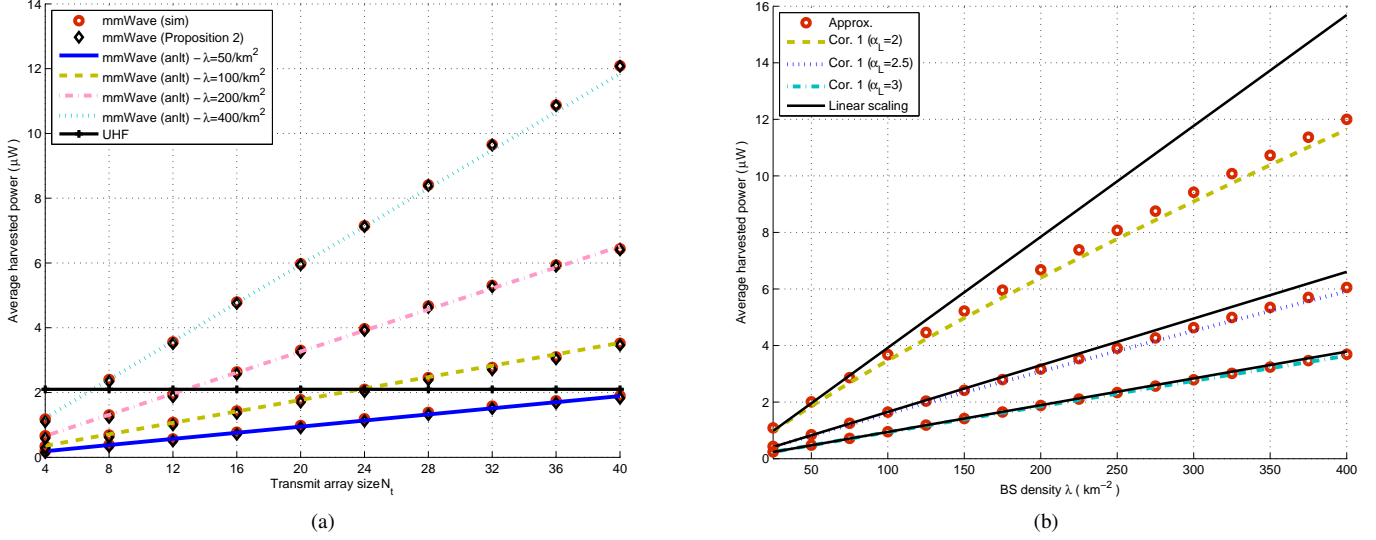 14
12
10
8
6
4
2
0
Average harvested power (μW)
mmWave (sim)
mmWave (Proposition 2)
mmWave (anlt) – λ=50/km²
mmWave (anlt) – λ=100/km²
mmWave (anlt) – λ=200/km²
mmWave (anlt) – λ=400/km²
UHF
4 8 12 16 20 24 28 32 36 40
Transmit array size N_t
(a)
16
14
12
10
8
6
4
2
0
Average harvested power (μW)
Approx.
Cor. 1 (α_L=2)
Cor. 1 (α_L=2.5)
Cor. 1 (α_L=3)
Linear scaling
50 100 150 200 250 300 350 400
BS density λ ( km⁻²)
(b)